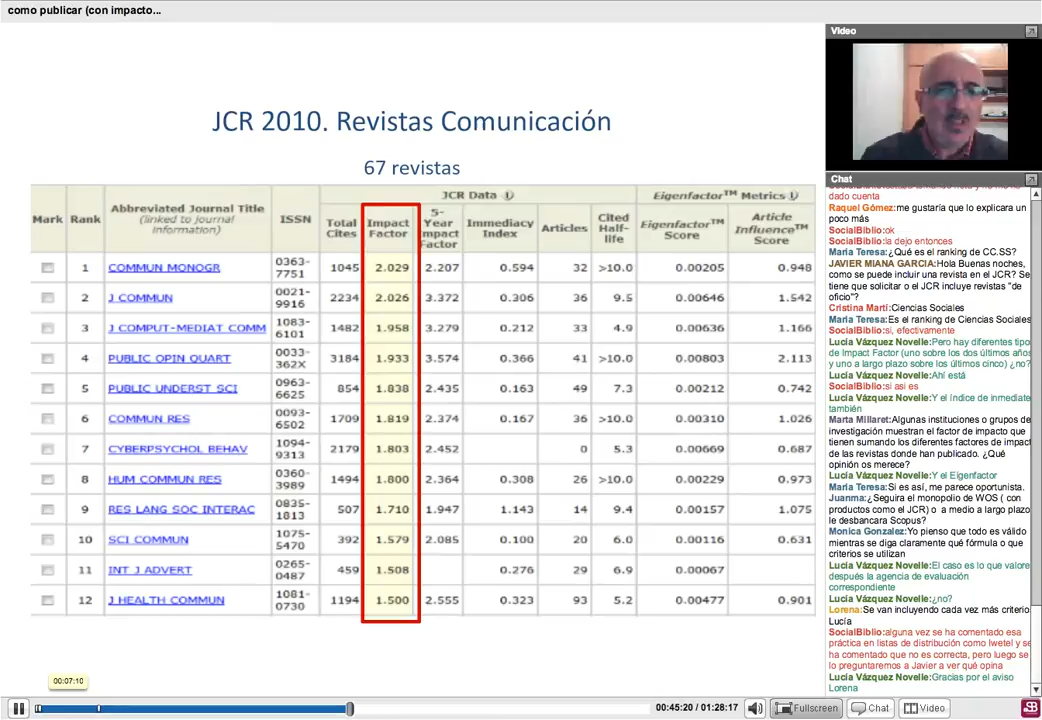 como publicar (con impacto...
JCR 2010. Revistas Comunicación
67 revistas
JCR Data Eigenfactor™ Metrics
Mark Rank Abbreviated Journal Title (linked to journal information) ISSN Total Cites Impact Factor 5-Year Impact Factor Immediacy Index Articles Cited Half-life Eigenfactor™ Score Article Influence™ Score
1 COMMUN MONOGR 0363-7751 1045 2.029 2.207 0.594 32 >10.0 0.00205 0.948
2 J COMMUN 0021-9916 2234 2.026 3.372 0.306 36 9.5 0.00646 1.542
3 J COMPUT-MEDIAT COMM 1083-6101 1482 1.958 3.279 0.212 33 4.9 0.00636 1.166
4 PUBLIC OPIN QUART 0033-362X 3184 1.933 3.574 0.366 41 >10.0 0.00803 2.113
5 PUBLIC UNDERST SCI 0963-6625 854 1.838 2.435 0.163 49 7.3 0.00212 0.742
6 COMMUN RES 0093-6502 1709 1.819 2.374 0.167 36 >10.0 0.00310 1.026
7 CYBERPSYCHOL BEHAV 1094-9313 2179 1.803 2.452 0 5.3 0.00669 0.687
8 HUM COMMUN RES 0360-3989 1494 1.800 2.364 0.308 26 >10.0 0.00229 0.973
9 RES LANG SOC INTERAC 0835-1813 507 1.710 1.947 1.143 14 9.4 0.00157 1.075
10 SCI COMMUN 1075-5470 392 1.579 2.085 0.100 20 6.0 0.00116 0.631
11 INT J ADVERT 0265-0487 459 1.508 0.276 29 6.9 0.00067
12 J HEALTH COMMUN 1081-0730 1194 1.500 2.555 0.323 93 5.2 0.00477 0.901
00:07:10
00:45:20 / 01:28:17
Fullscreen
Chat
Video
SB
Video
Chat
dado cuenta
Raquel Gómez:me gustaría que lo explicara un
poco más
SocialBiblio:ok
SocialBiblio:la dejo entonces
Maria Teresa:¿Qué es el ranking de CC.SS?
JAVIER MIANA GARCIA:Hola Buenas noches,
como se puede incluir una revista en el JCR? Se
tiene que solicitar o el JCR incluye revistas "de
oficio"?
Cristina Martí:Ciencias Sociales
Maria Teresa:Es el ranking de Ciencias Sociales
SocialBiblio:sí, efectivamente
Lucía Vázquez Novelle:Pero hay diferentes tipo
de Impact Factor (uno sobre los dos últimos años
y uno a largo plazo sobre los últimos cinco) ¿no?
Lucía Vázquez Novelle:Ahí está
SocialBiblio:si asi es
Lucía Vázquez Novelle:Y el índice de inmediate
también
Marta Millaret:Algunas instituciones o grupos de
investigación muestran el factor de impacto que
tienen sumando los diferentes factores de impact
de las revistas donde han publicado. ¿Qué
opinión os merece?
Lucía Vázquez Novelle:Y el Eigenfactor
Maria Teresa:Si es así, me parece oportunista.
Juanma:¿Seguira el monopolio de WOS ( con
productos como el JCR) o a medio a largo plazo
le desbancara Scopus?
Monica Gonzalez:Yo pienso que todo es válido
mientras se diga claramente qué fórmula o que
criterios se utilizan
Lucía Vázquez Novelle:El caso es lo que valore
después la agencia de evaluación
correspondiente
Lucía Vázquez Novelle:¿no?
Lorena:Se van incluyendo cada vez más criterio
Lucía
SocialBiblio:alguna vez se ha comentado esa
práctica en listas de distribución como Iwetel y se
ha comentado que no es correcta, pero luego se
lo preguntaremos a Javier a ver qué opina
Lucía Vázquez Novelle:Gracias por el aviso
Lorena